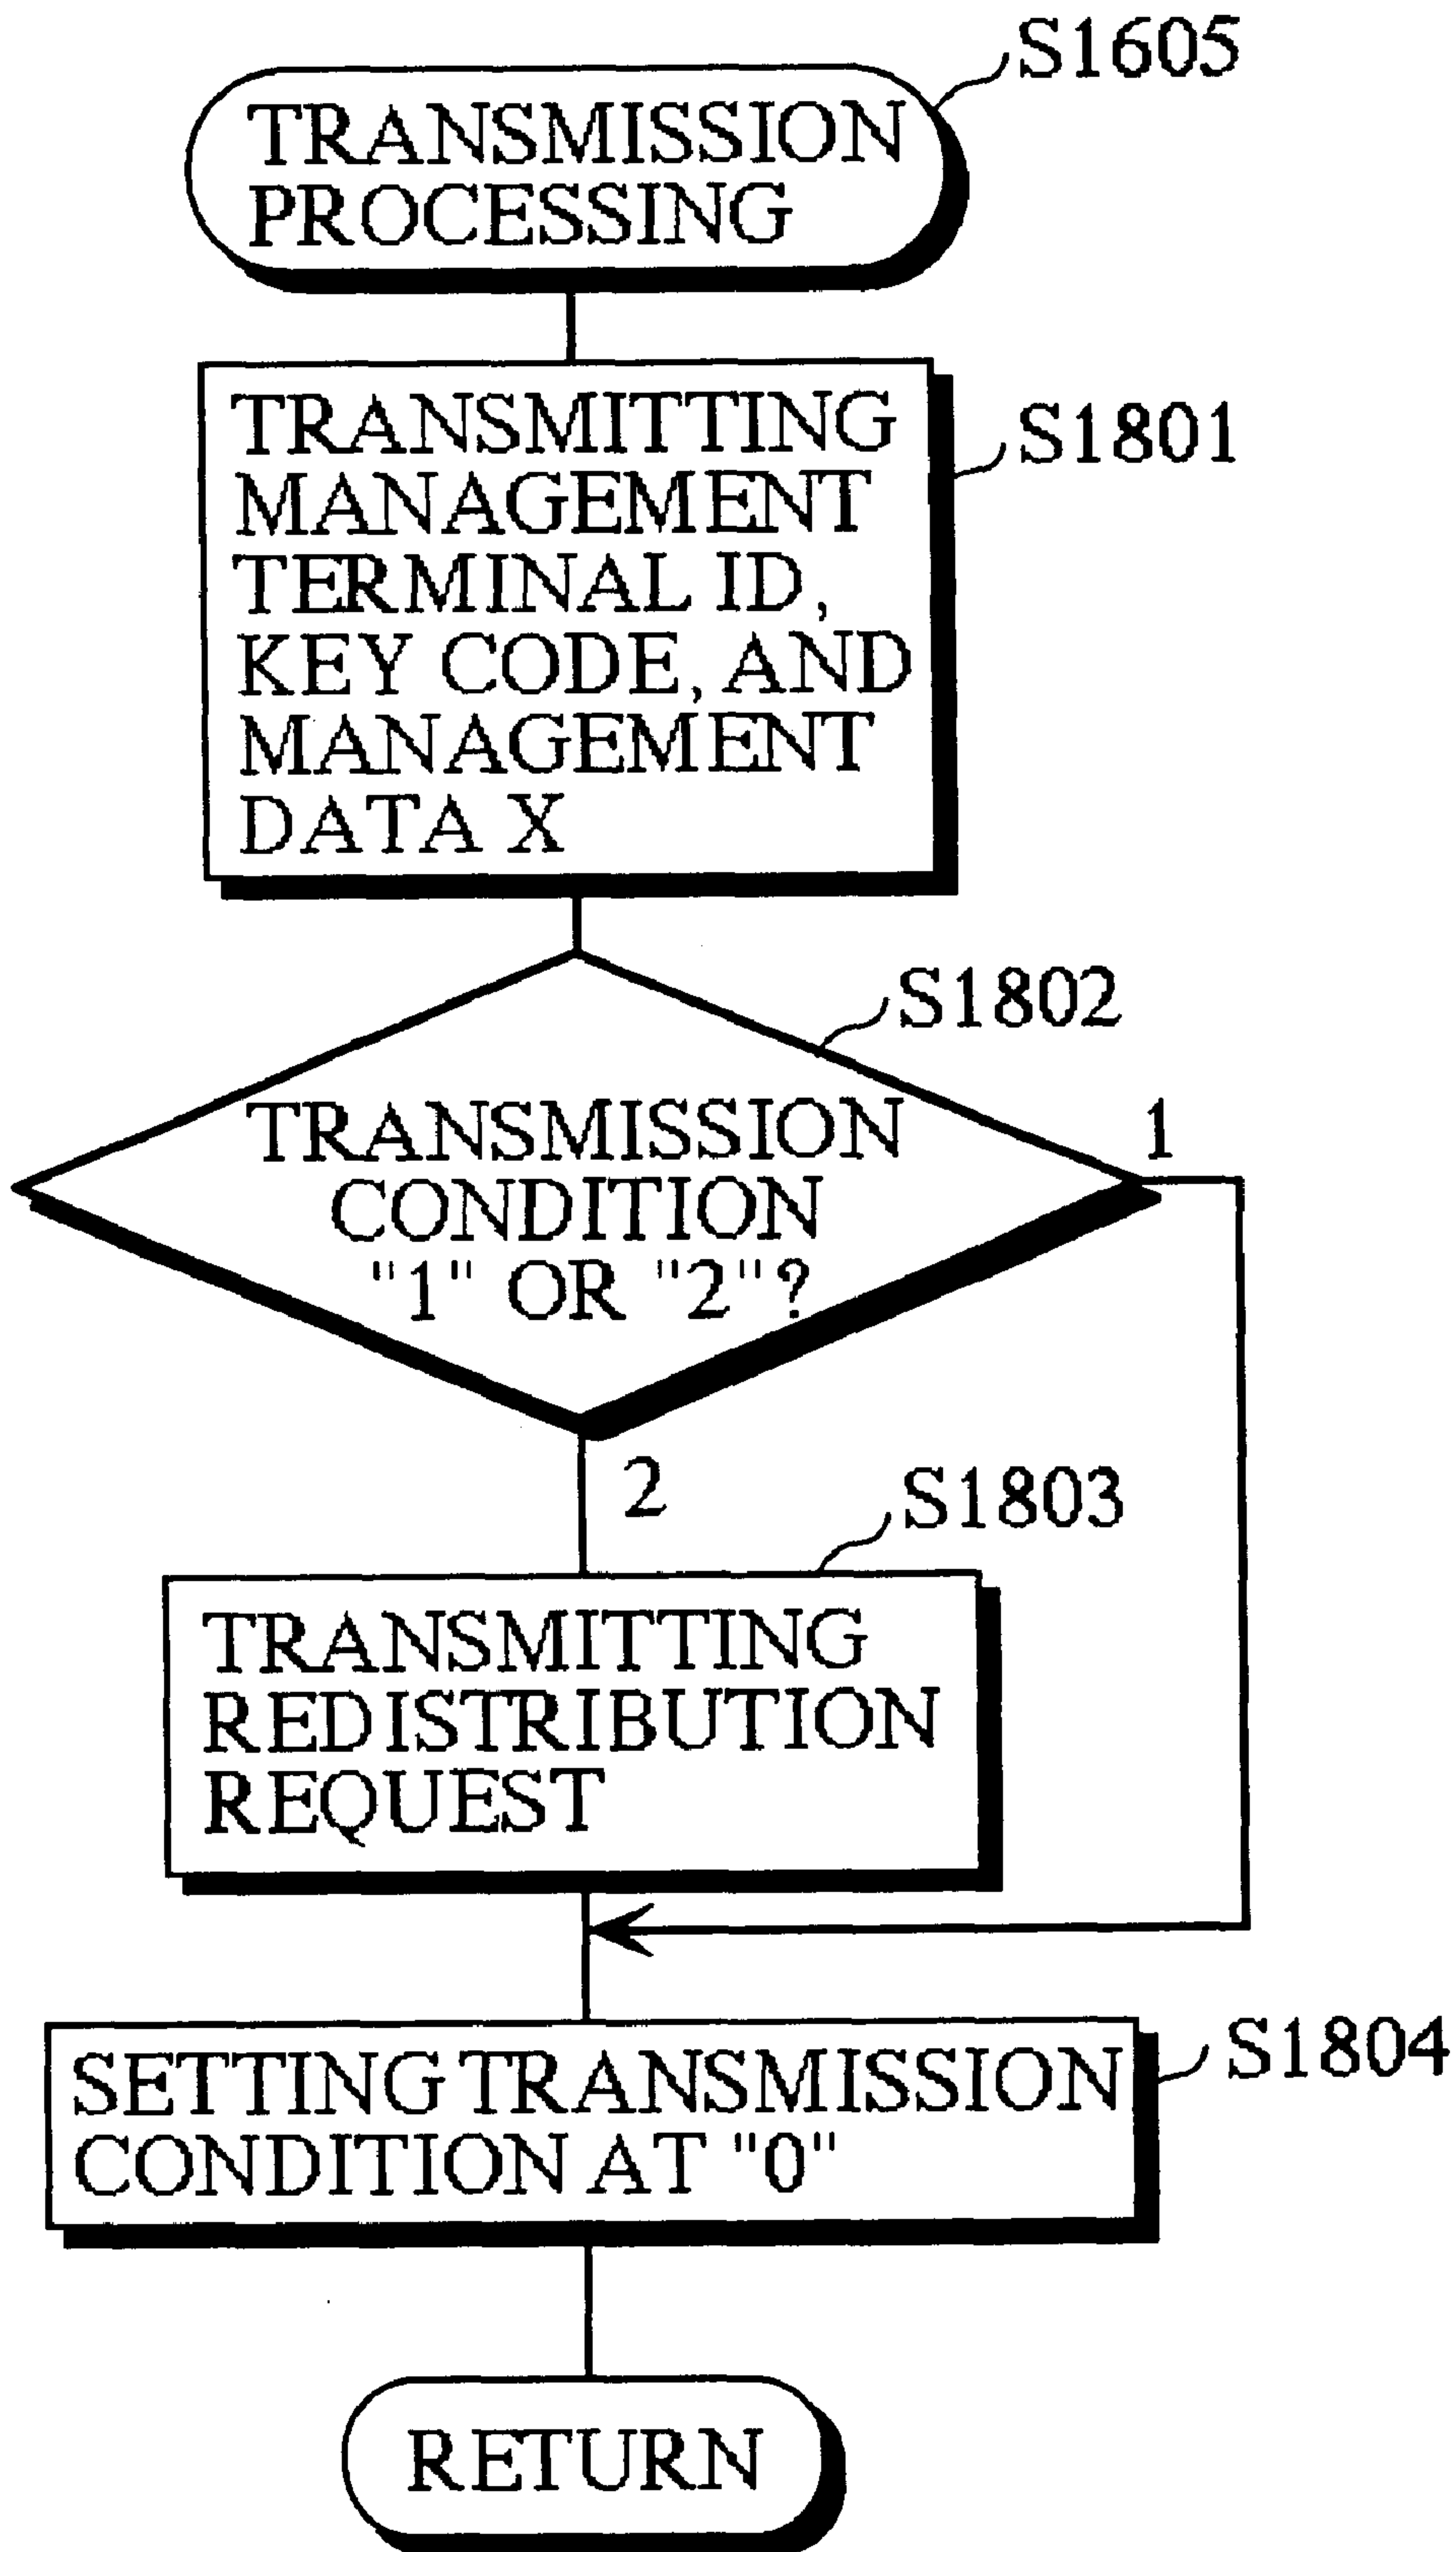 S1605
TRANSMISSION
PROCESSING
S1801
TRANSMITTING
MANAGEMENT
TERMINAL ID,
KEY CODE, AND
MANAGEMENT
DATA X
S1802
TRANSMISSION
CONDITION
"1" OR "2"?
1
2
S1803
TRANSMITTING
REDISTRIBUTION
REQUEST
S1804
SETTING TRANSMISSION
CONDITION AT "0"
RETURN